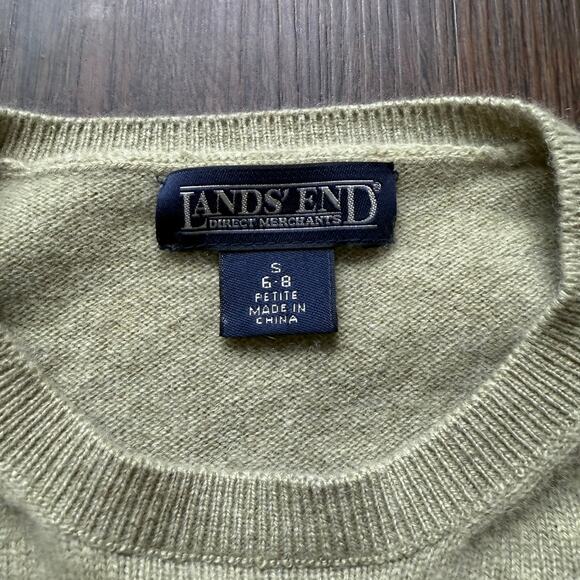 LANDS' END®
DIRECT MERCHANTS
S
6-8
PETITE
MADE IN
CHINA